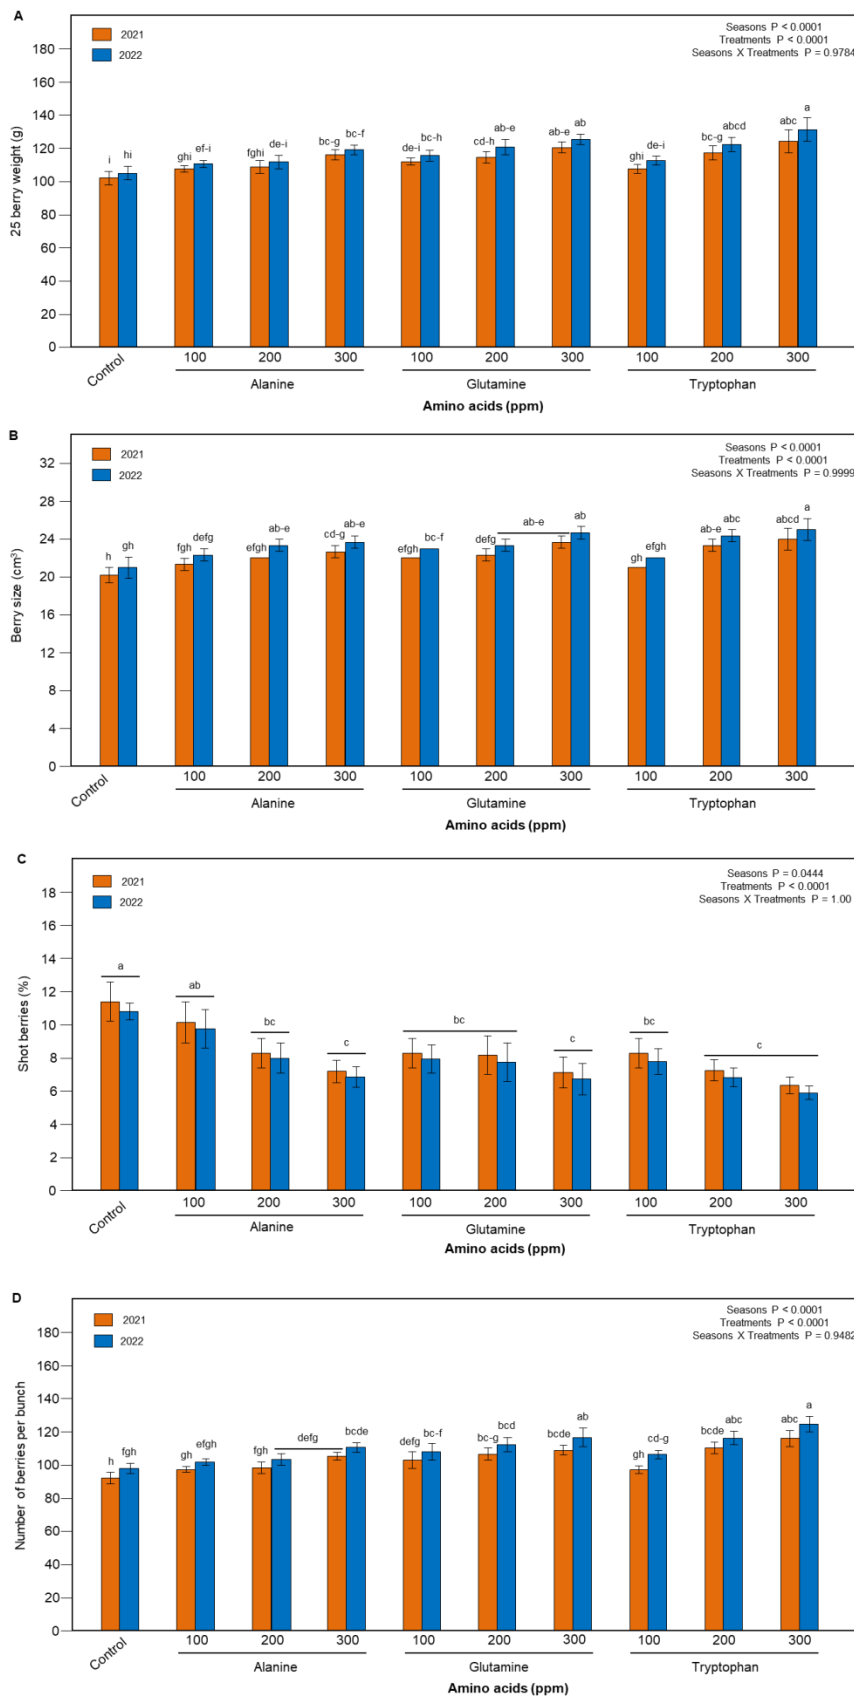 A
Seasons P < 0.0001
Treatments P < 0.0001
Seasons X Treatments P = 0.9784
2021
2022
25 berry weight (g)
180
160
140
120
100
80
60
40
20
0
i hi ghi ef-i fghi de-i bc-g bc-f de-i bc-h cd-h ab-e ab-e ab ghi de-i bc-g abcd abc a
Control 100 200 300 100 200 300 100 200 300
Alanine Glutamine Tryptophan
Amino acids (ppm)
B
Seasons P < 0.0001
Treatments P < 0.0001
Seasons X Treatments P = 0.9999
2021
2022
Berry size (cm³)
32
28
24
20
16
12
8
4
0
h gh fgh defg efgh ab-e cd-g ab-e efgh bc-f defg ab-e ab gh efgh ab-e abc abcd a
Control 100 200 300 100 200 300 100 200 300
Alanine Glutamine Tryptophan
Amino acids (ppm)
C
Seasons P = 0.0444
Treatments P < 0.0001
Seasons X Treatments P = 1.00
2021
2022
Shot berries (%)
18
16
14
12
10
8
6
4
2
0
a ab bc c bc c bc c
Control 100 200 300 100 200 300 100 200 300
Alanine Glutamine Tryptophan
Amino acids (ppm)
D
Seasons P < 0.0001
Treatments P < 0.0001
Seasons X Treatments P = 0.9482
2021
2022
Number of berries per bunch
180
160
140
120
100
80
60
40
20
0
h fgh gh efgh fgh defg bcde defg bc-f bc-g bcd bcde ab gh cd-g bcde abc abc a
Control 100 200 300 100 200 300 100 200 300
Alanine Glutamine Tryptophan
Amino acids (ppm)